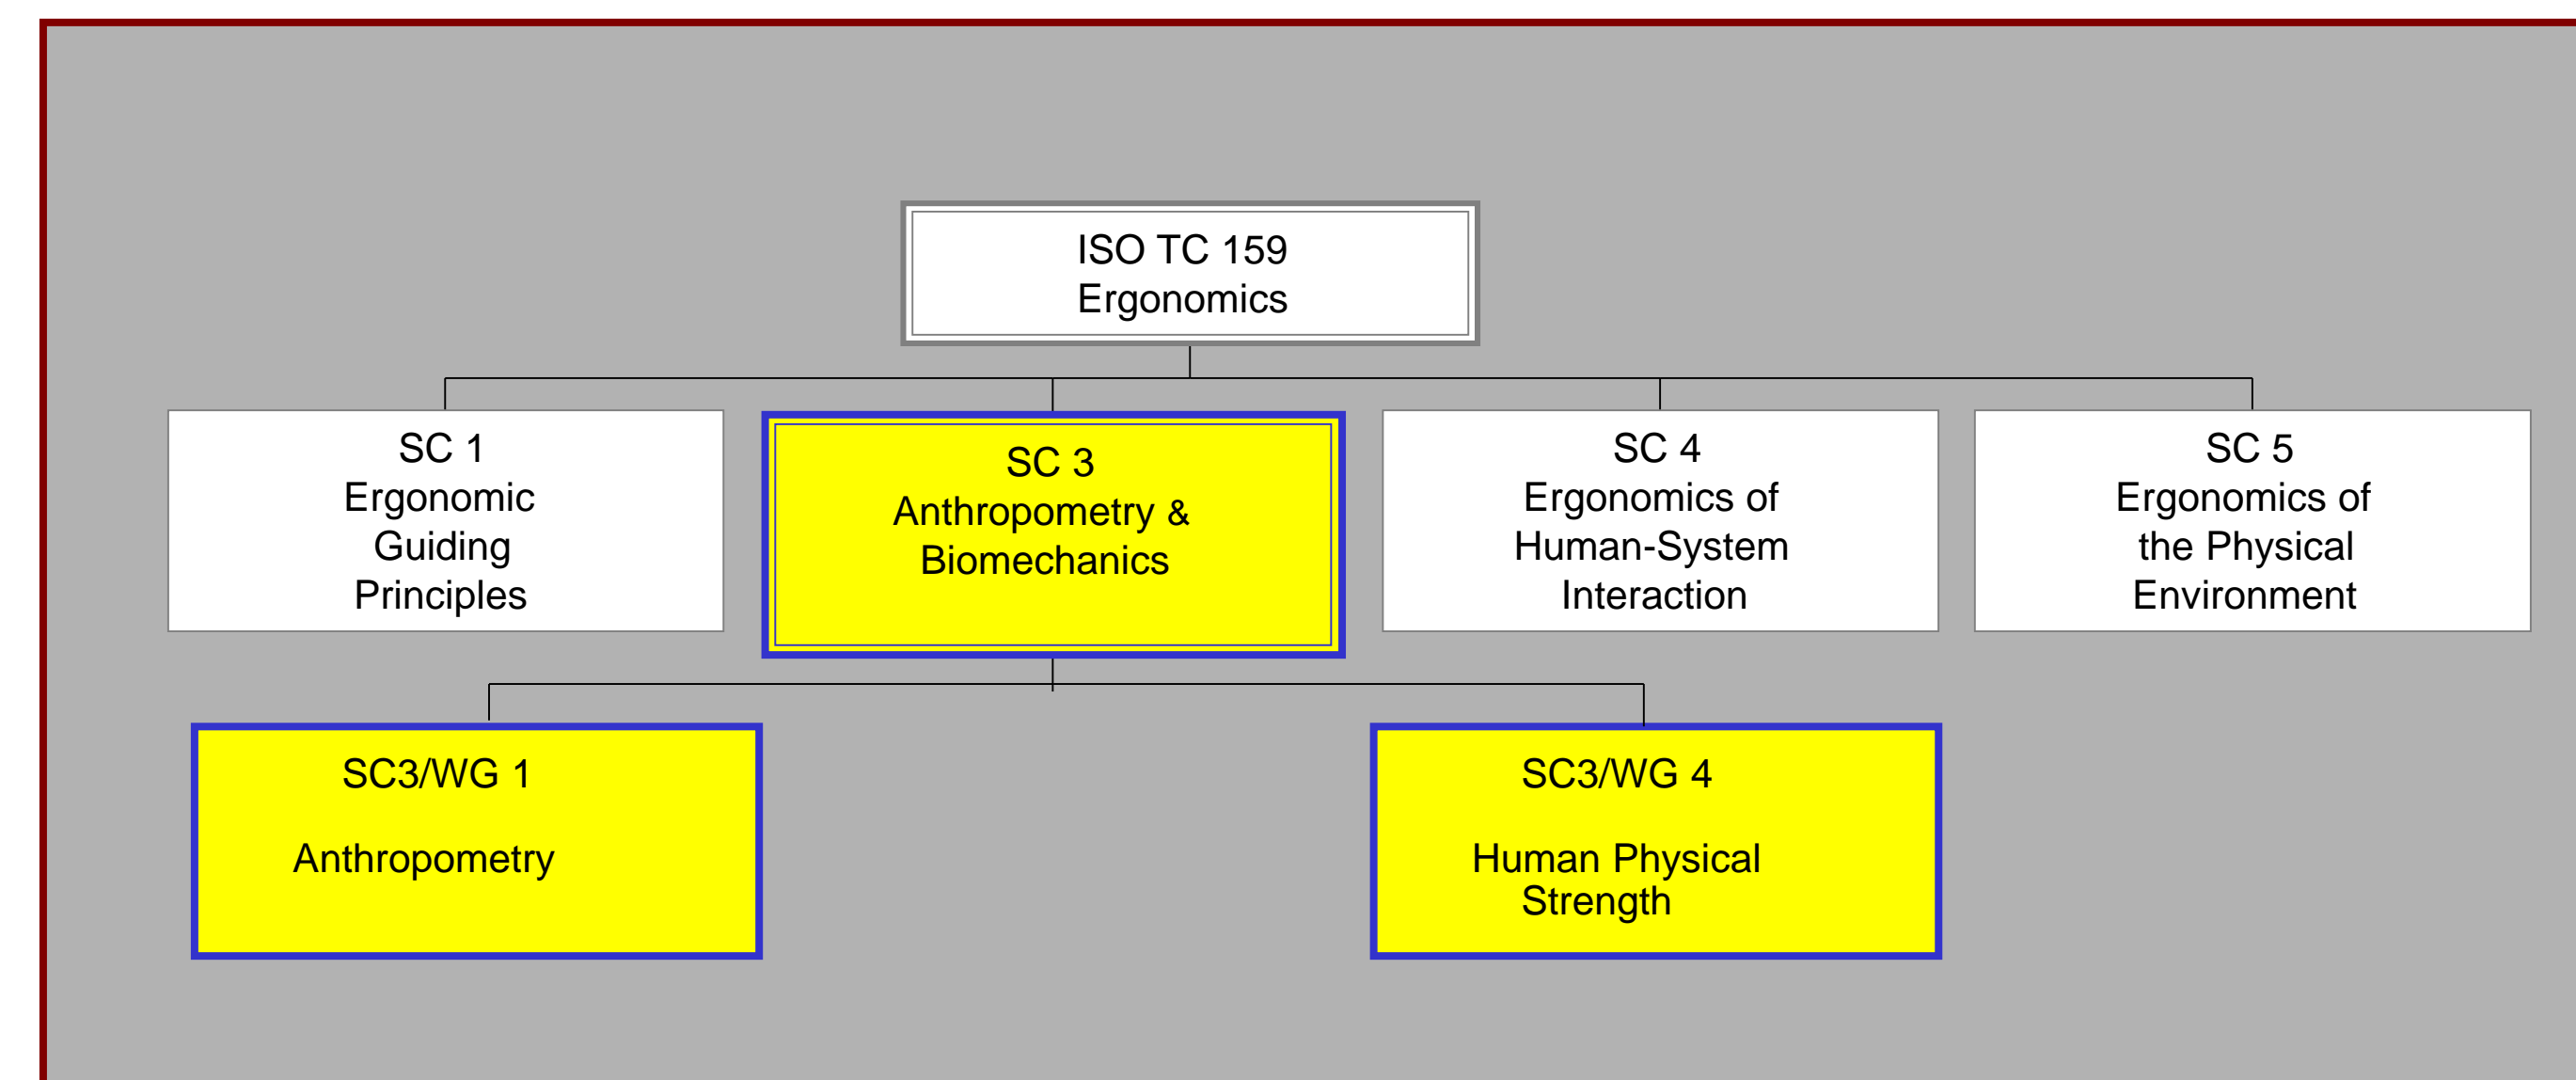 ISO TC 159
Ergonomics
SC 1
Ergonomic
Guiding
Principles
SC 3
Anthropometry &
Biomechanics
SC 4
Ergonomics of
Human-System
Interaction
SC 5
Ergonomics of
the Physical
Environment
SC3/WG 1
Anthropometry
SC3/WG 4
Human Physical
Strength